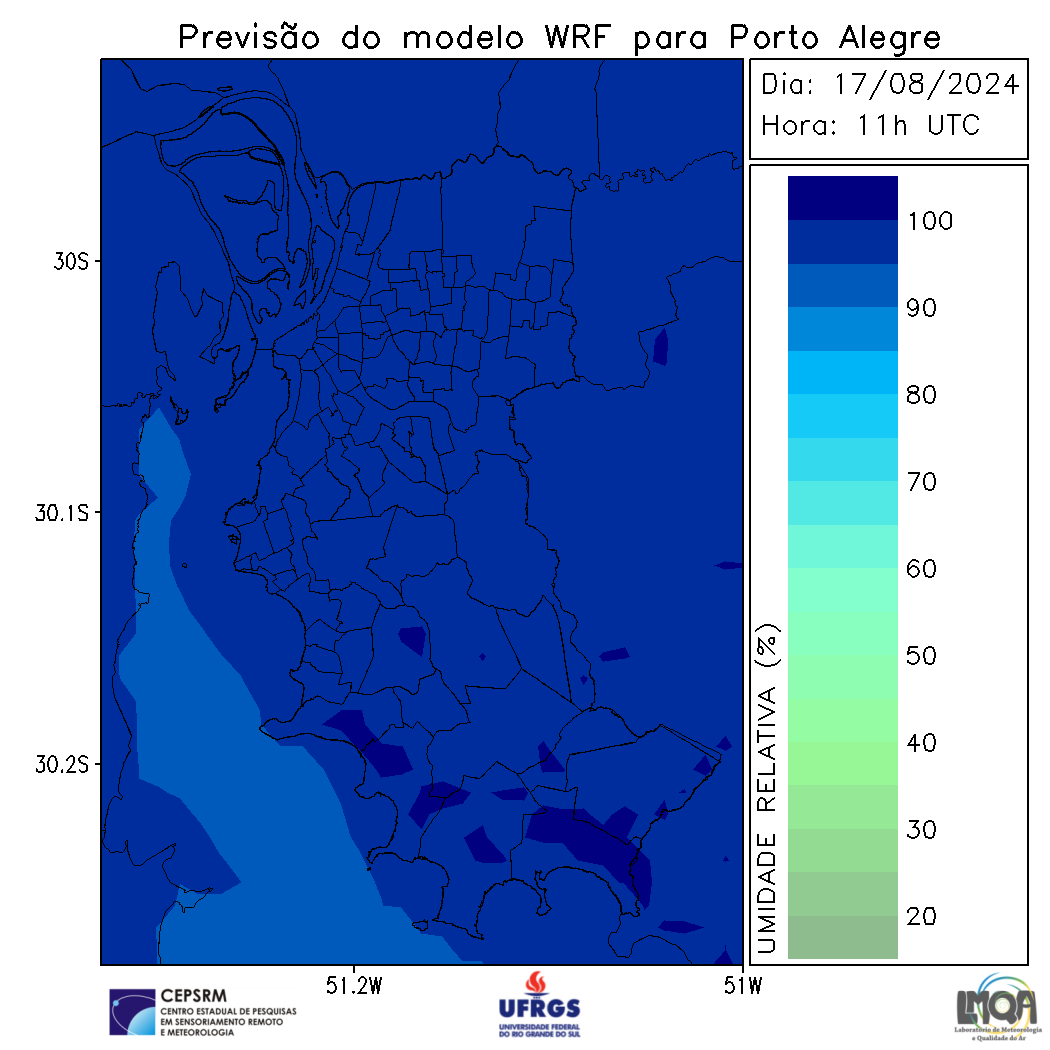 Previsão do modelo WRF para Porto Alegre
Dia: 17/08/2024
Hora: 11h UTC
100
90
80
70
60
50
40
30
20
UMIDADE RELATIVA (%)
30S
30.1S
30.2S
51.2W
51W
CEPSRM
CENTRO ESTADUAL DE PESQUISAS
EM SENSORIAMENTO REMOTO
E METEOROLOGIA
UFRGS
UNIVERSIDADE FEDERAL
DO RIO GRANDE DO SUL
LMQA
Laboratório de Meteorologia
e Qualidade do Ar